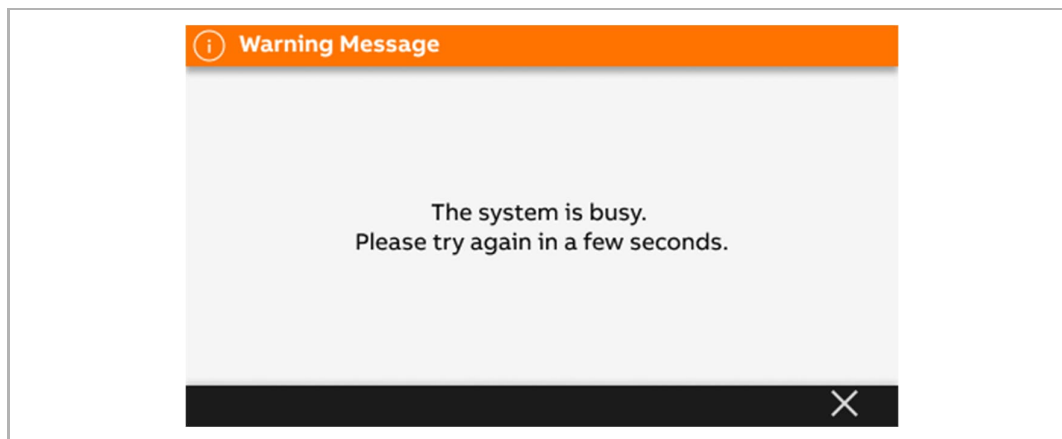 Warning Message
The system is busy.
Please try again in a few seconds.